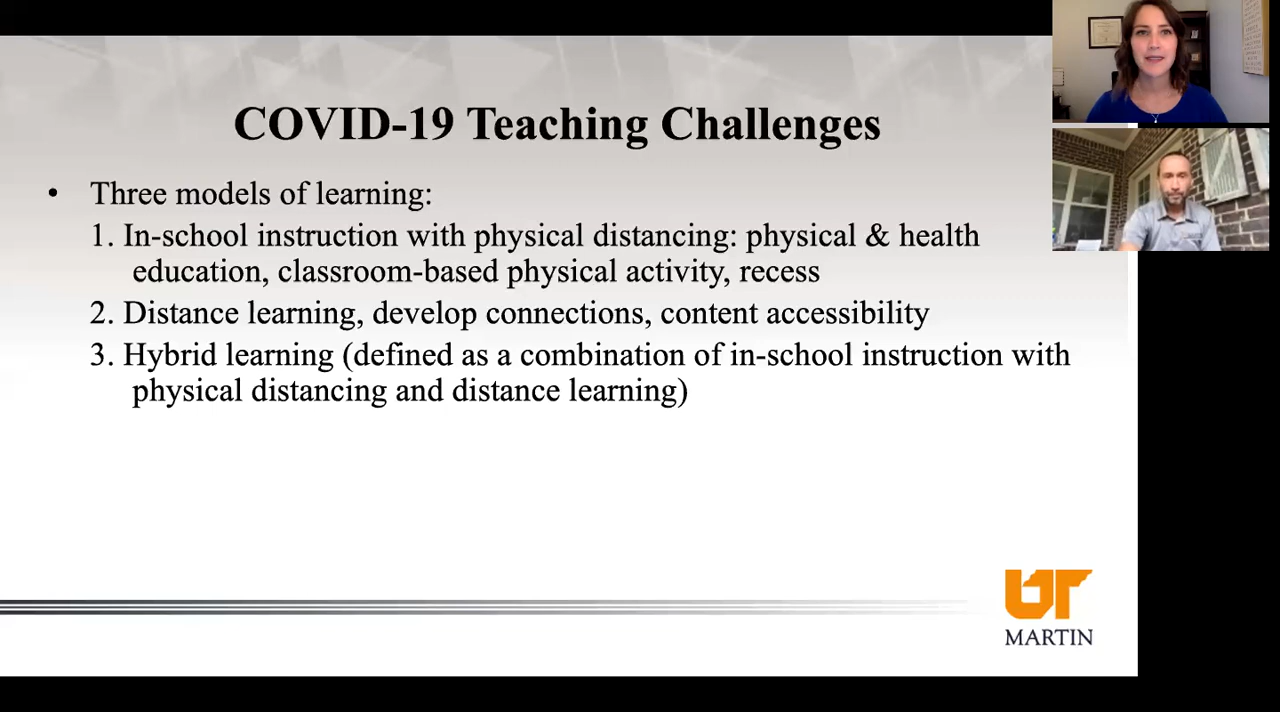 COVID-19 Teaching Challenges
• Three models of learning:
1. In-school instruction with physical distancing: physical & health
education, classroom-based physical activity, recess
2. Distance learning, develop connections, content accessibility
3. Hybrid learning (defined as a combination of in-school instruction with
physical distancing and distance learning)
UT
MARTIN